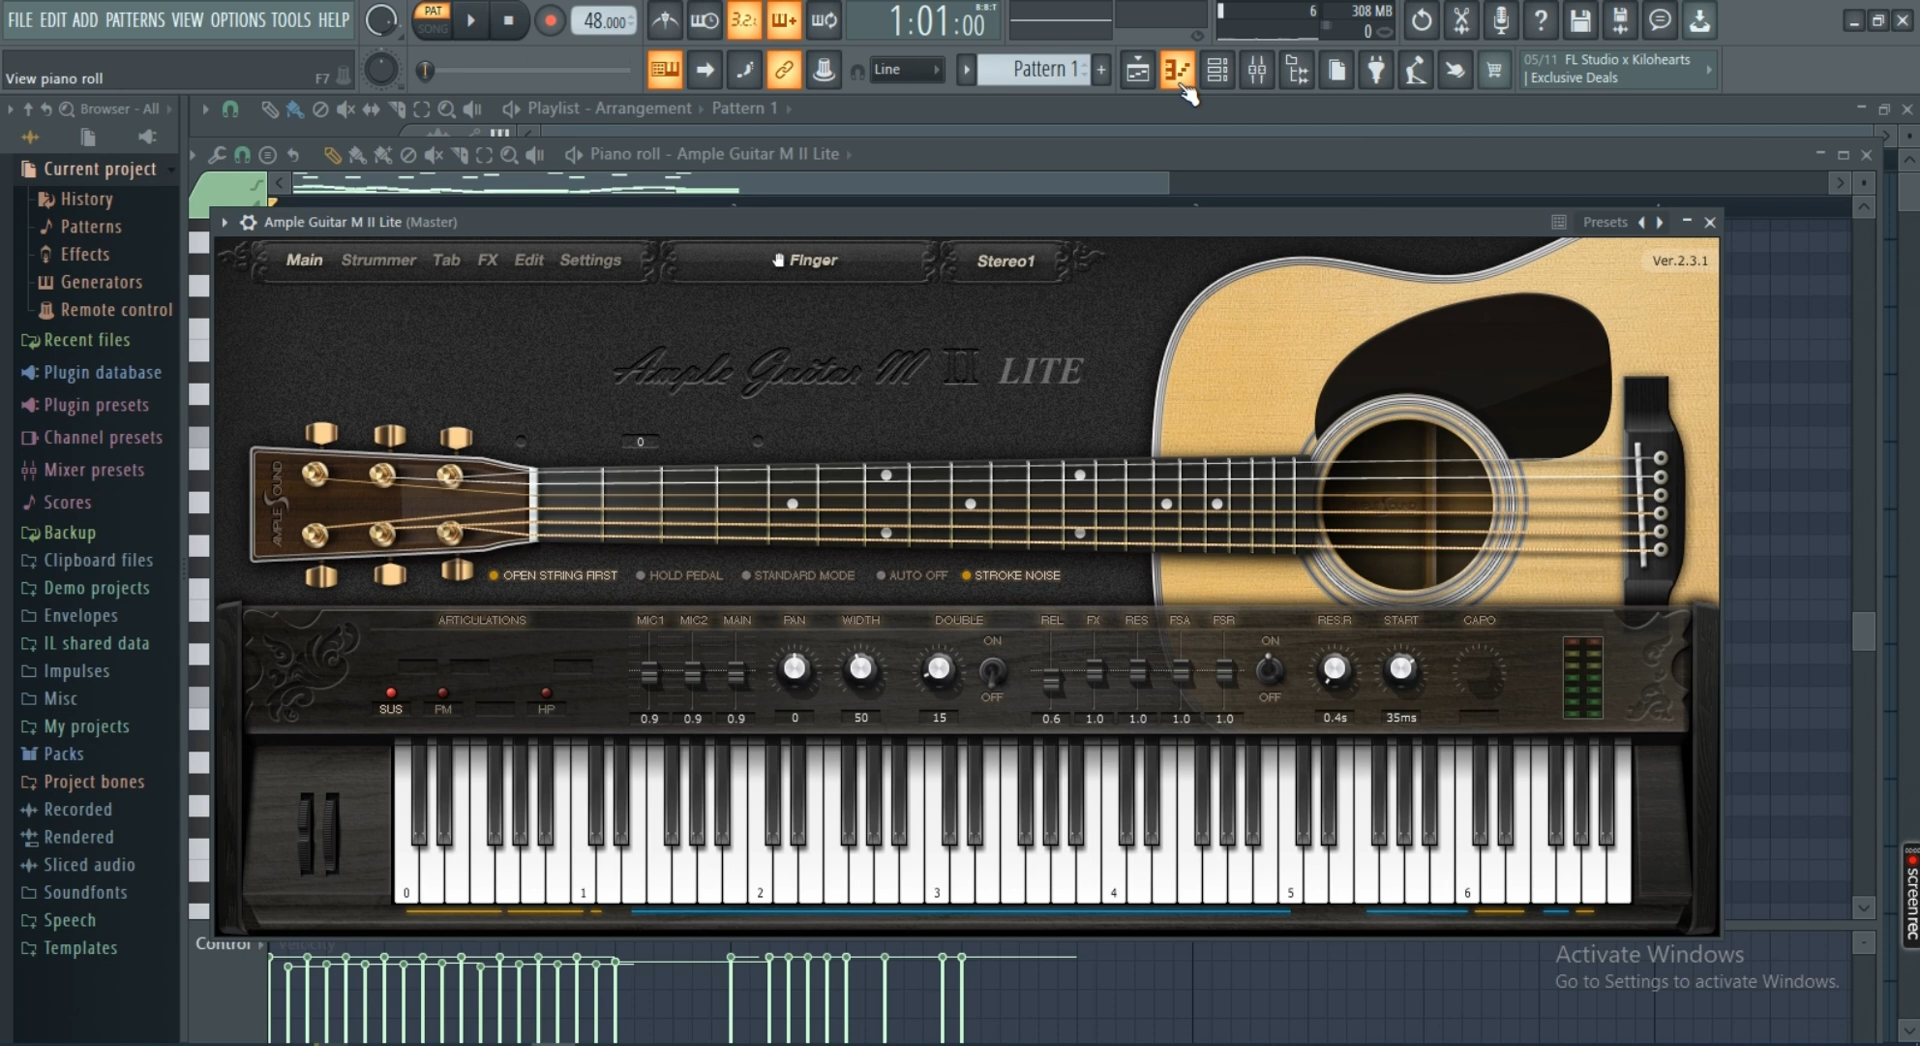 FILE EDIT ADD PATTERNS VIEW OPTIONS TOOLS HELP
PAT
SONG
48.000
3.2.
1:01:00
B:B:T
6
308 MB
0
View piano roll
F7
Line
Pattern 1
+
05/11 FL Studio x Kilohearts
| Exclusive Deals
Browser - All
Playlist - Arrangement › Pattern 1 ›
Piano roll - Ample Guitar M II Lite ›
Current project
History
Patterns
Effects
Generators
Remote control
Recent files
Plugin database
Plugin presets
Channel presets
Mixer presets
Scores
Backup
Clipboard files
Demo projects
Envelopes
IL shared data
Impulses
Misc
My projects
Packs
Project bones
Recorded
Rendered
Sliced audio
Soundfonts
Speech
Templates
Ample Guitar M II Lite (Master)
Presets
Main Strummer Tab FX Edit Settings
Finger
Stereo1
Ver.2.3.1
Ample Guitar M II LITE
0
AMPLE SOUND
OPEN STRING FIRST HOLD PEDAL STANDARD MODE AUTO OFF STROKE NOISE
ARTICULATIONS MIC1 MIC2 MAIN PAN WIDTH DOUBLE REL FX RES FSA FSR RES.R START CAPO
ON ON
OFF OFF
SUS PM HP
0.9 0.9 0.9 0 50 15 0.6 1.0 1.0 1.0 1.0 0.4s 35ms
0 1 2 3 4 5 6
Control
Velocity
Activate Windows
Go to Settings to activate Windows.
screenrec